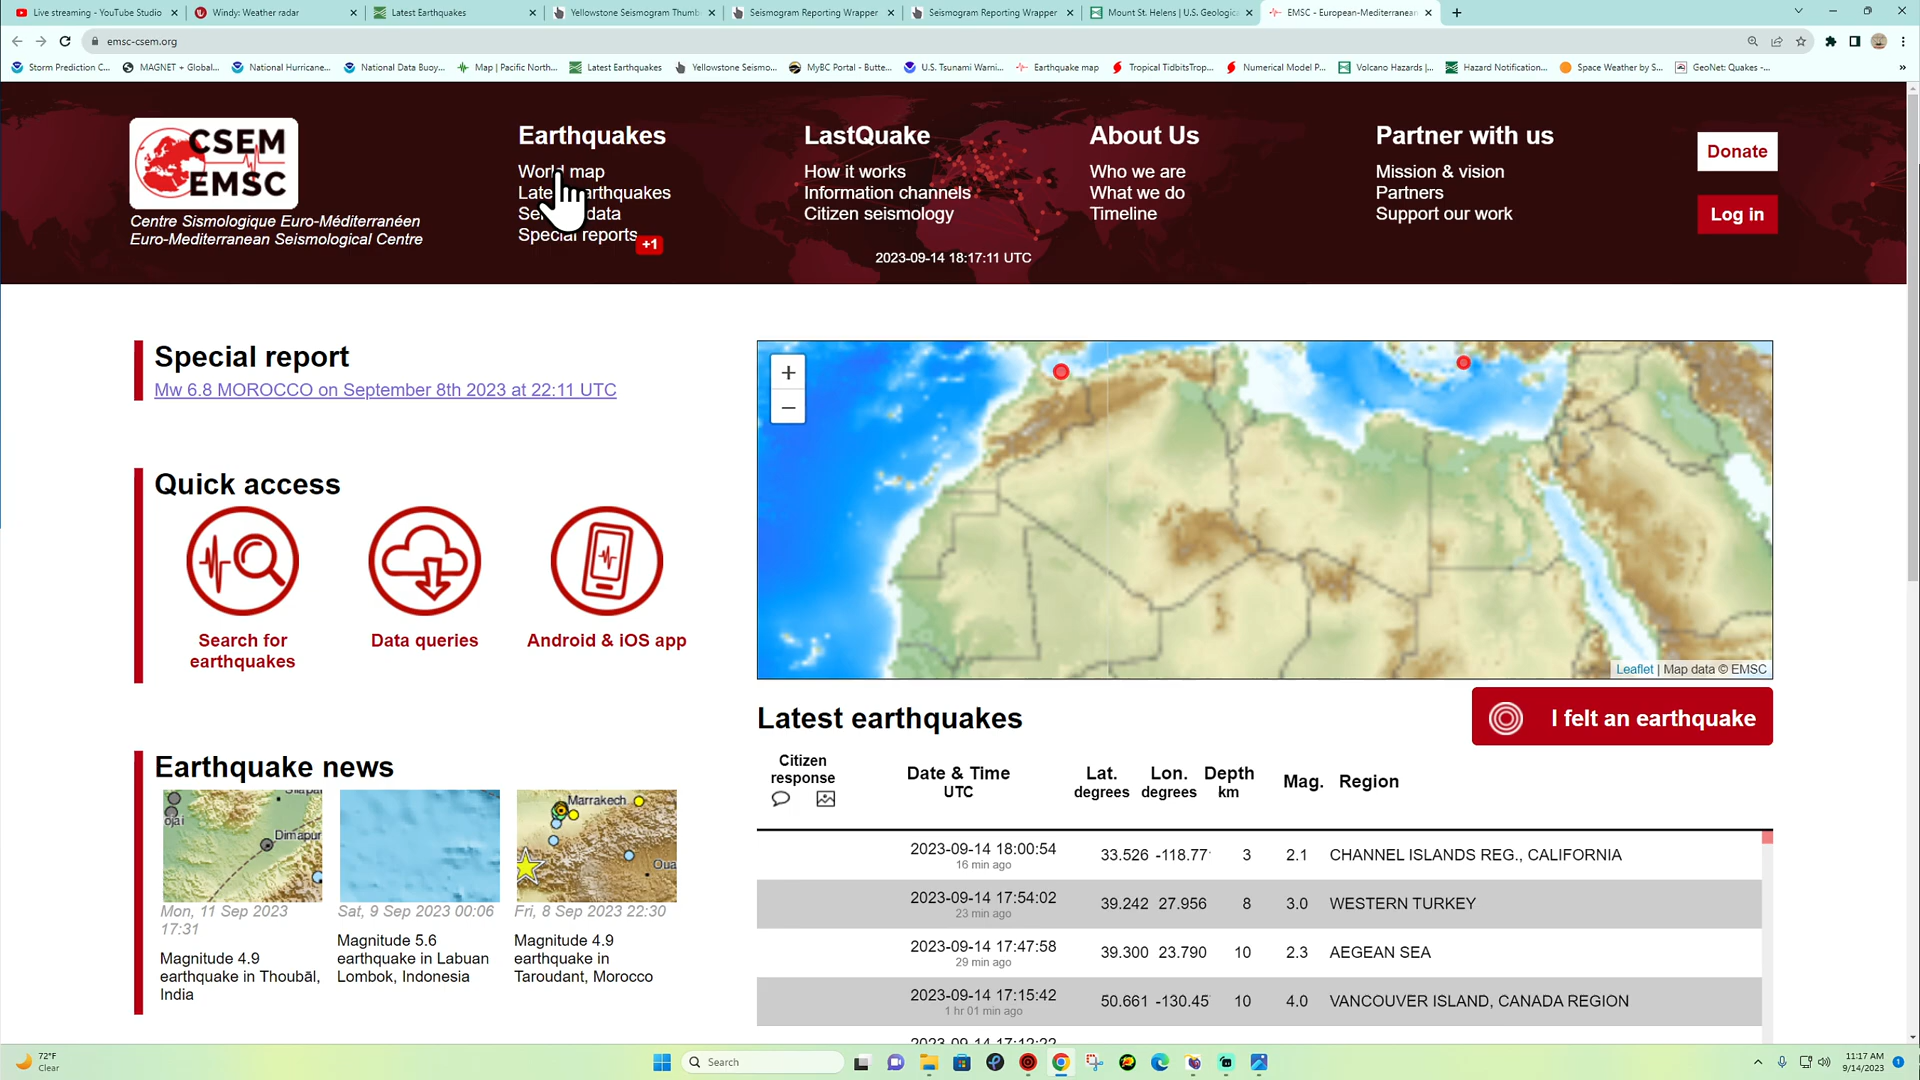 Live streaming - YouTube Studio
Windy: Weather radar
Latest Earthquakes
Yellowstone Seismogram Thumb
Seismogram Reporting Wrapper
Seismogram Reporting Wrapper
Mount St. Helens | U.S. Geologic
EMSC - European-Mediterranean
emsc-csem.org
Storm Prediction C...
MAGNET + Global...
National Hurricane...
National Data Buoy...
Map | Pacific North...
Latest Earthquakes
Yellowstone Seismo...
MyBC Portal - Butte...
U.S. Tsunami Warni...
Earthquake map
Tropical TidbitsTrop...
Numerical Model P...
Volcano Hazards |...
Hazard Notification...
Space Weather by S...
GeoNet: Quakes -...
CSEM
EMSC
Centre Sismologique Euro-Méditerranéen
Euro-Mediterranean Seismological Centre
Earthquakes
World map
Late arthquakes
Se data
Special reports
+1
LastQuake
How it works
Information channels
Citizen seismology
About Us
Who we are
What we do
Timeline
Partner with us
Mission & vision
Partners
Support our work
Donate
Log in
2023-09-14 18:17:11 UTC
Special report
Mw 6.8 MOROCCO on September 8th 2023 at 22:11 UTC
Quick access
Search for
earthquakes
Data queries
Android & iOS app
Earthquake news
Dimapur
Marrakech
Oua
Mon, 11 Sep 2023
17:31
Magnitude 4.9
earthquake in Thoubāl,
India
Sat, 9 Sep 2023 00:06
Magnitude 5.6
earthquake in Labuan
Lombok, Indonesia
Fri, 8 Sep 2023 22:30
Magnitude 4.9
earthquake in
Taroudant, Morocco
+
−
Leaflet | Map data © EMSC
Latest earthquakes
I felt an earthquake
Citizen
response
Date & Time
UTC
Lat.
degrees
Lon.
degrees
Depth
km
Mag.
Region
2023-09-14 18:00:54
16 min ago
33.526 -118.77 3 2.1 CHANNEL ISLANDS REG., CALIFORNIA
2023-09-14 17:54:02
23 min ago
39.242 27.956 8 3.0 WESTERN TURKEY
2023-09-14 17:47:58
29 min ago
39.300 23.790 10 2.3 AEGEAN SEA
2023-09-14 17:15:42
1 hr 01 min ago
50.661 -130.45 10 4.0 VANCOUVER ISLAND, CANADA REGION
2023-09-14 17:12:22
72°F
Clear
Search
11:17 AM
9/14/2023
1